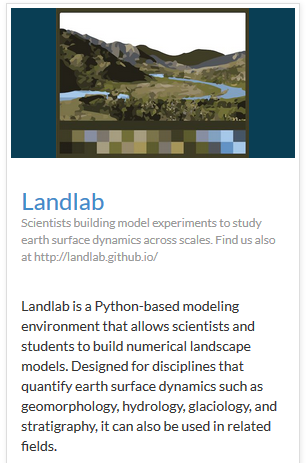 Landlab
Scientists building model experiments to study
earth surface dynamics across scales. Find us also
at http://landlab.github.io/
Landlab is a Python-based modeling
environment that allows scientists and
students to build numerical landscape
models. Designed for disciplines that
quantify earth surface dynamics such as
geomorphology, hydrology, glaciology, and
stratigraphy, it can also be used in related
fields.